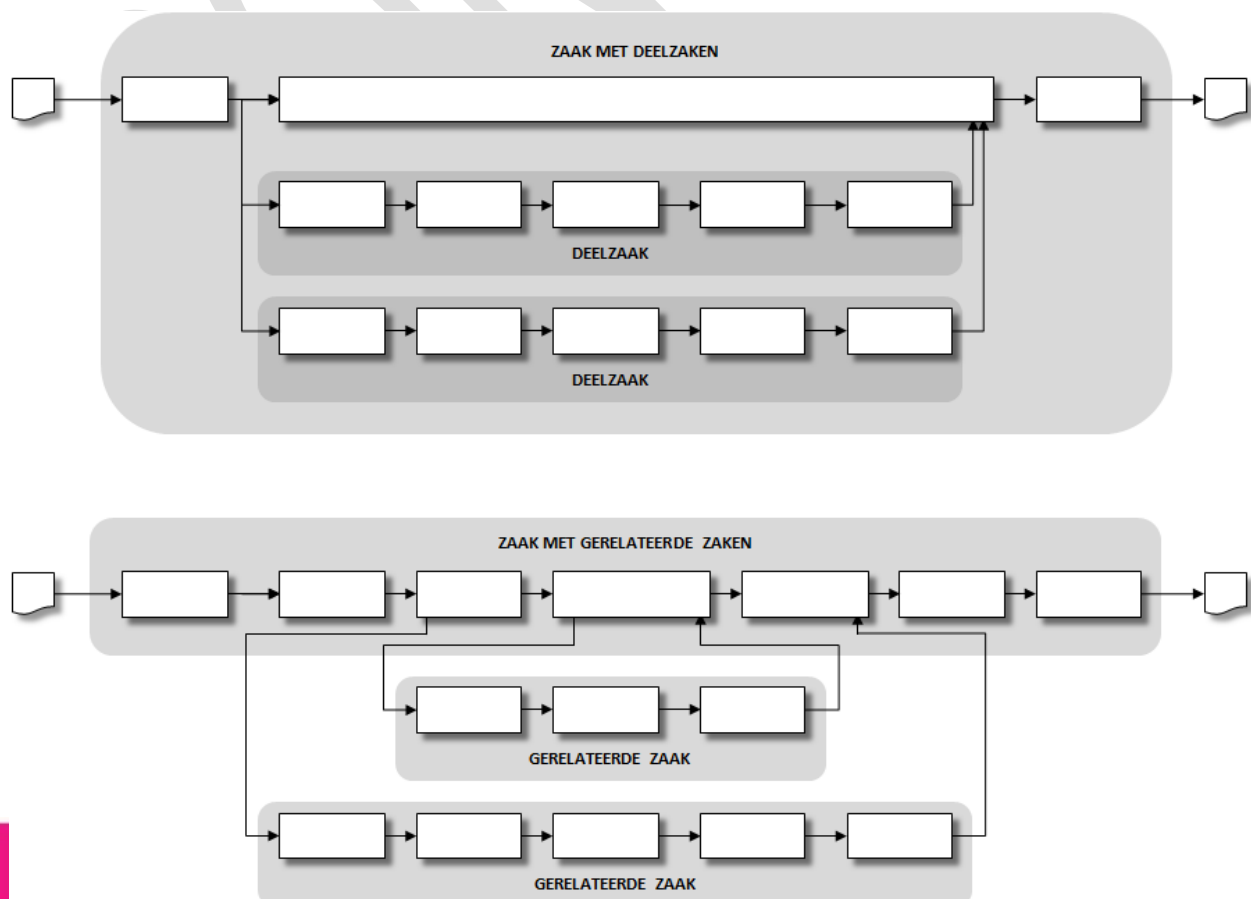 ZAAK MET DEELZAKEN
DEELZAAK
DEELZAAK
ZAAK MET GERELATEERDE ZAKEN
GERELATEERDE ZAAK
GERELATEERDE ZAAK